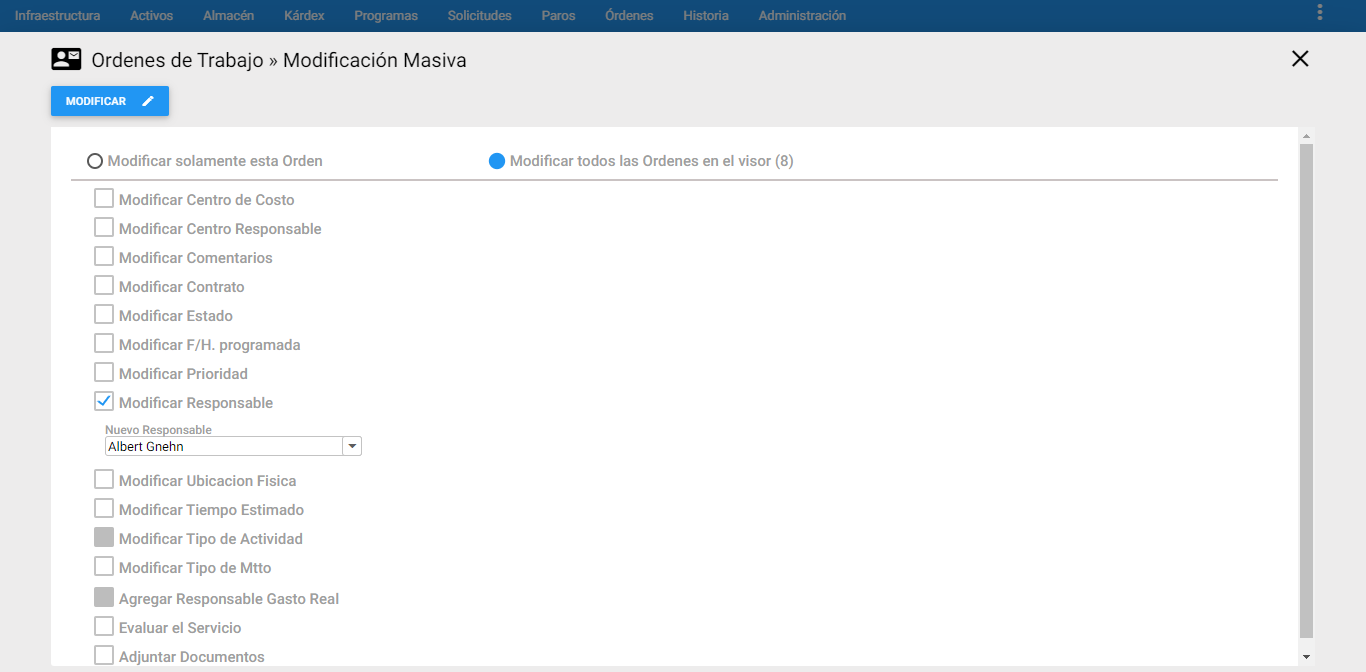 Infraestructura Activos Almacén Kárdex Programas Solicitudes Paros Órdenes Historia Administración
Ordenes de Trabajo » Modificación Masiva
MODIFICAR
Modificar solamente esta Orden Modificar todos las Ordenes en el visor (8)
Modificar Centro de Costo
Modificar Centro Responsable
Modificar Comentarios
Modificar Contrato
Modificar Estado
Modificar F/H. programada
Modificar Prioridad
Modificar Responsable
Nuevo Responsable
Albert Gnehn
Modificar Ubicacion Fisica
Modificar Tiempo Estimado
Modificar Tipo de Actividad
Modificar Tipo de Mtto
Agregar Responsable Gasto Real
Evaluar el Servicio
Adjuntar Documentos